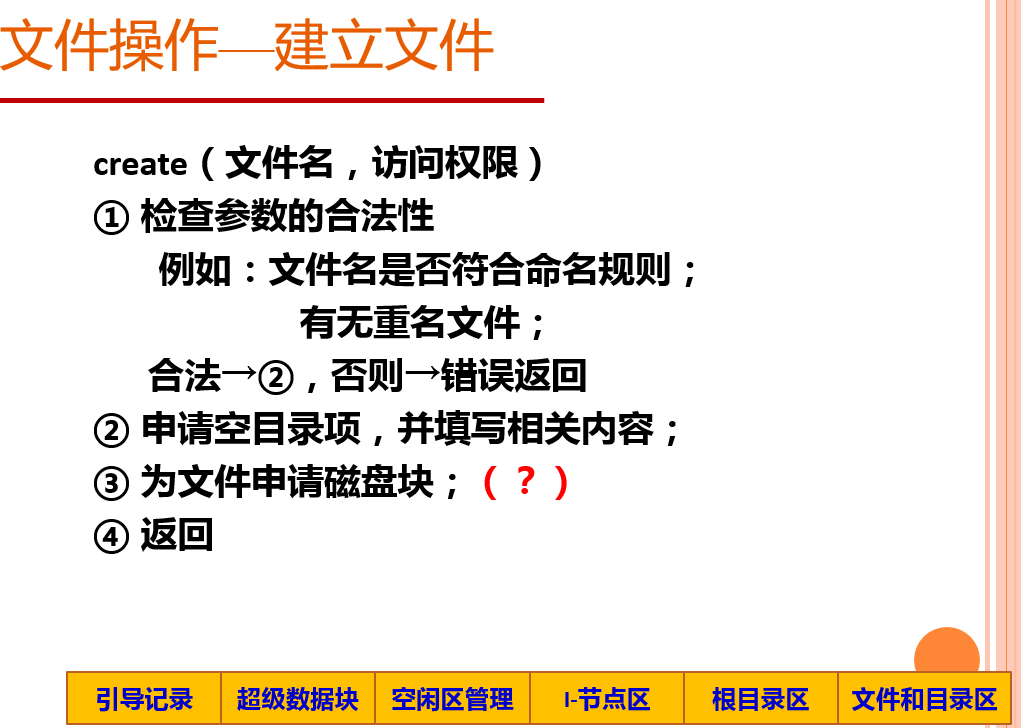 文件操作—建立文件
create（文件名，访问权限）
① 检查参数的合法性
例如：文件名是否符合命名规则；
有无重名文件；
合法→②，否则→错误返回
② 申请空目录项，并填写相关内容；
③ 为文件申请磁盘块；（？）
④ 返回
引导记录 超级数据块 空闲区管理 I-节点区 根目录区 文件和目录区